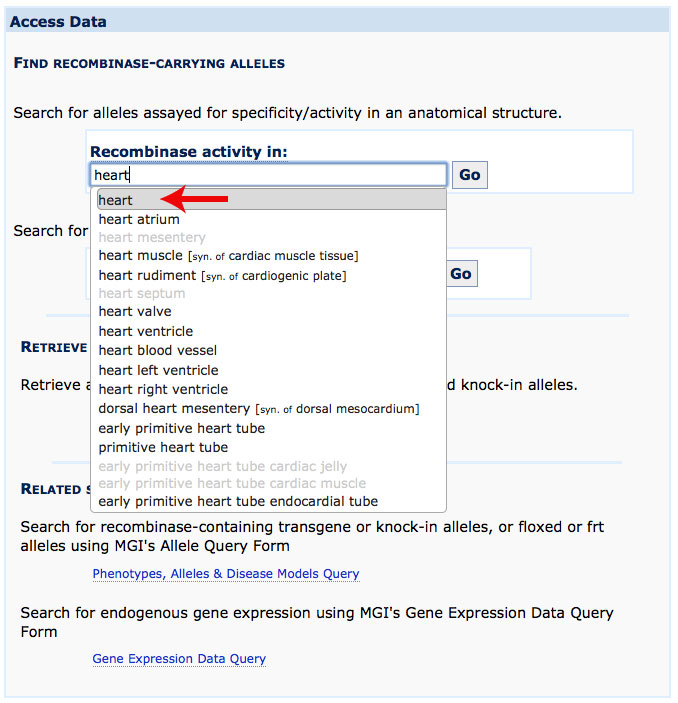 Access Data
FIND RECOMBINASE-CARRYING ALLELES
Search for alleles assayed for specificity/activity in an anatomical structure.
Recombinase activity in:
heart
Go
heart
heart atrium
heart mesentery
heart muscle [syn. of cardiac muscle tissue]
heart rudiment [syn. of cardiogenic plate]
heart septum
heart valve
heart ventricle
heart blood vessel
heart left ventricle
heart right ventricle
dorsal heart mesentery [syn. of dorsal mesocardium]
early primitive heart tube
primitive heart tube
early primitive heart tube cardiac jelly
early primitive heart tube cardiac muscle
early primitive heart tube endocardial tube
Search for
Go
RETRIEVE
Retrieve
d knock-in alleles.
RELATED
Search for recombinase-containing transgene or knock-in alleles, or floxed or frt
alleles using MGI's Allele Query Form
Phenotypes, Alleles & Disease Models Query
Search for endogenous gene expression using MGI's Gene Expression Data Query
Form
Gene Expression Data Query